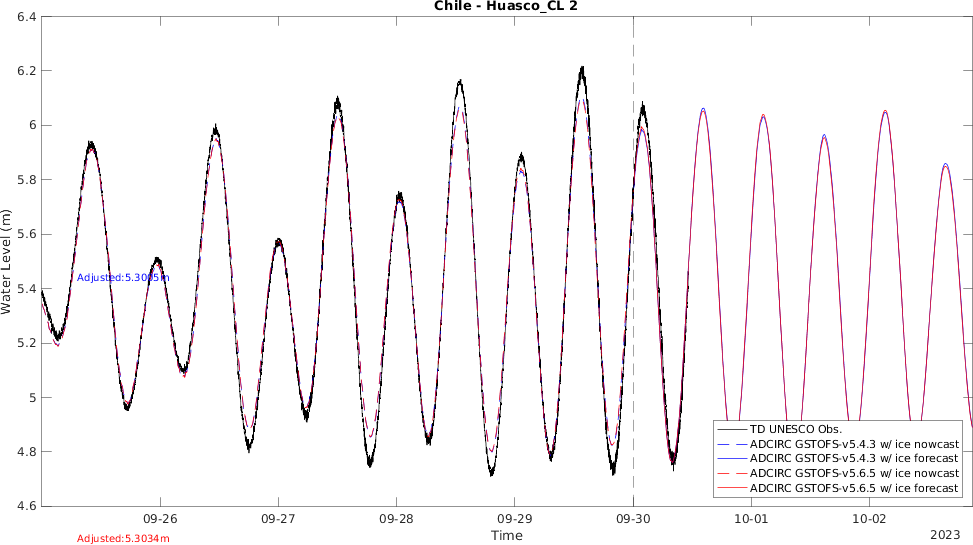 Chile - Huasco_CL 2
6.4
6.2
6
5.8
5.6
5.4
5.2
5
4.8
4.6
Water Level (m)
Adjusted:5.3005m
TD UNESCO Obs.
ADCIRC GSTOFS-v5.4.3 w/ ice nowcast
ADCIRC GSTOFS-v5.4.3 w/ ice forecast
ADCIRC GSTOFS-v5.6.5 w/ ice nowcast
ADCIRC GSTOFS-v5.6.5 w/ ice forecast
09-26 09-27 09-28 09-29 09-30 10-01 10-02
Adjusted:5.3034m
Time
2023